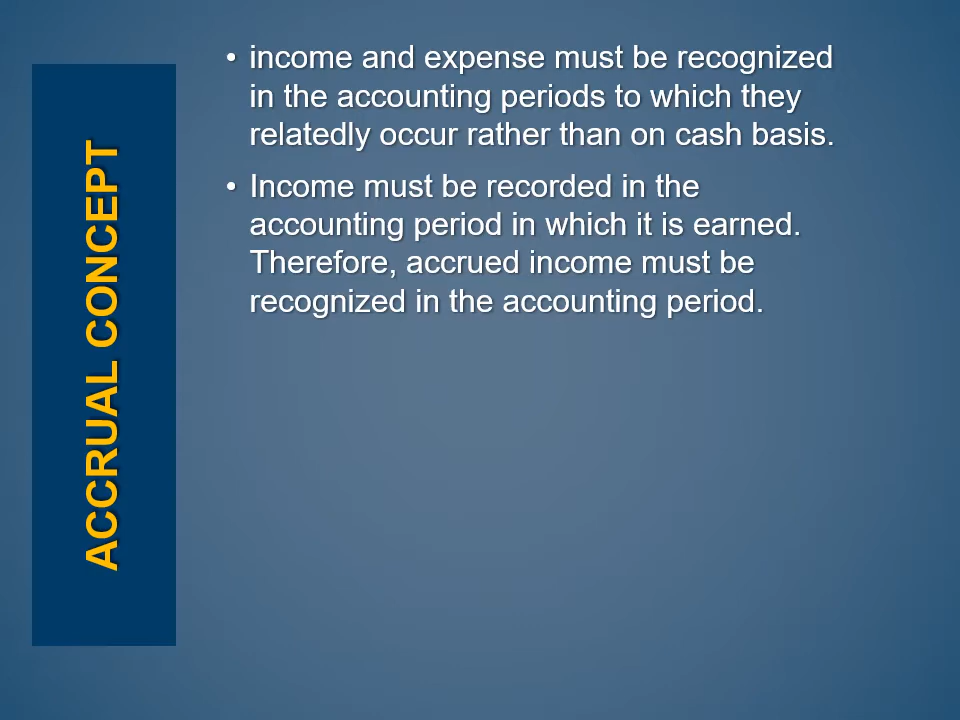 ACCRUAL CONCEPT
• income and expense must be recognized
in the accounting periods to which they
relatedly occur rather than on cash basis.
• Income must be recorded in the
accounting period in which it is earned.
Therefore, accrued income must be
recognized in the accounting period.